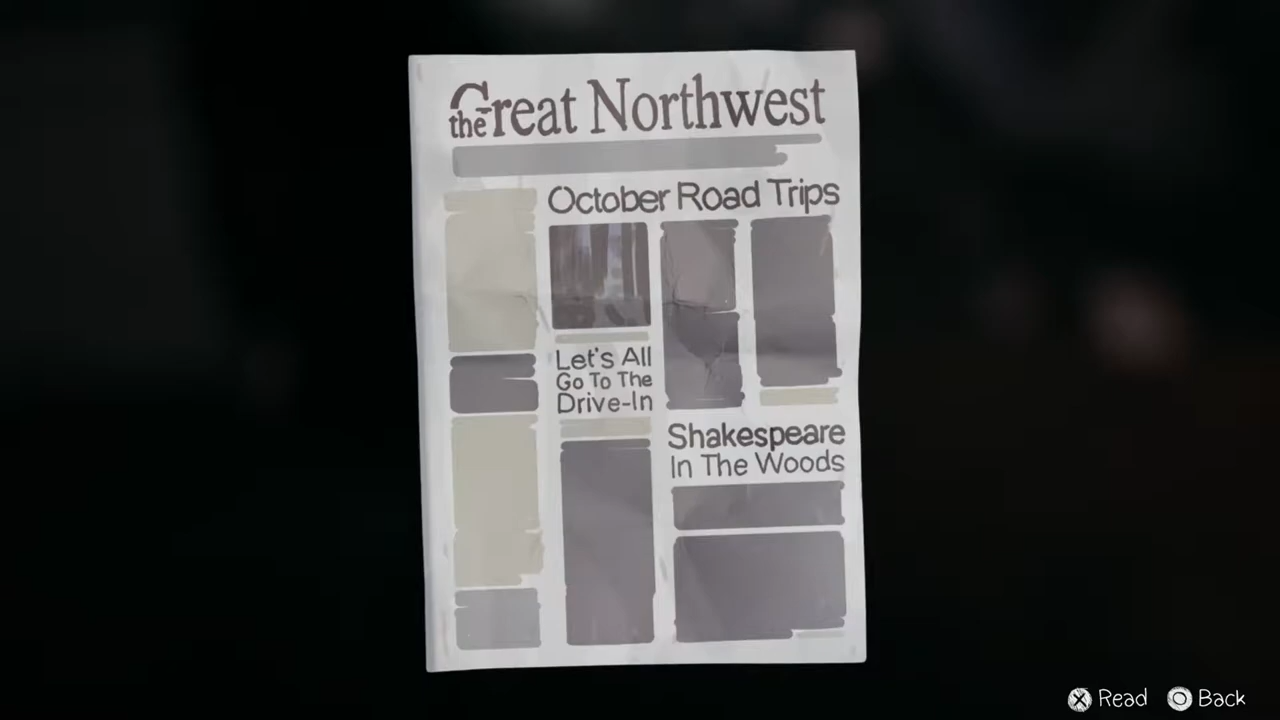 the Great Northwest
October Road Trips
Let's All
Go To The
Drive-In
Shakespeare
In The Woods
Read Back